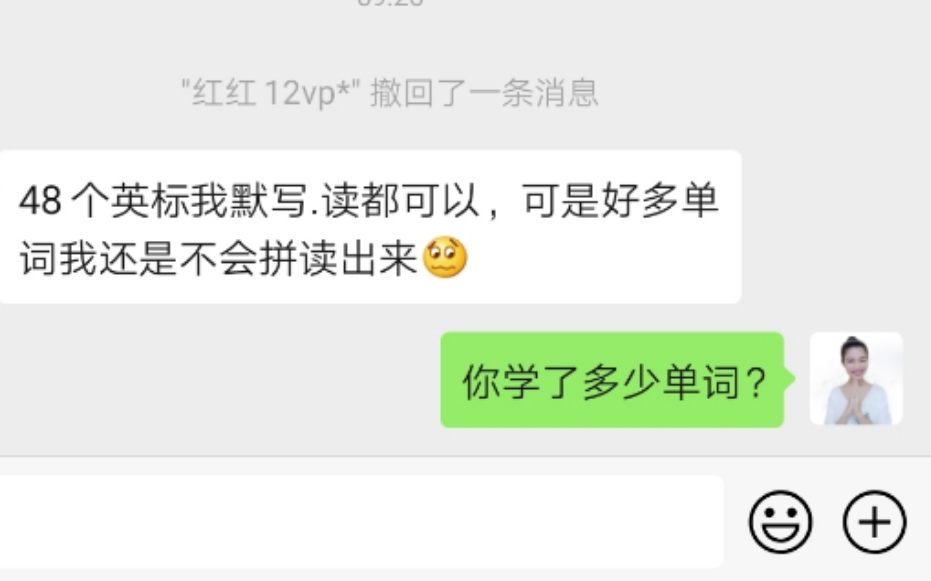 "红红 12vp*" 撤回了一条消息
48个英标我默写.读都可以，可是好多单
词我还是不会拼读出来
你学了多少单词？